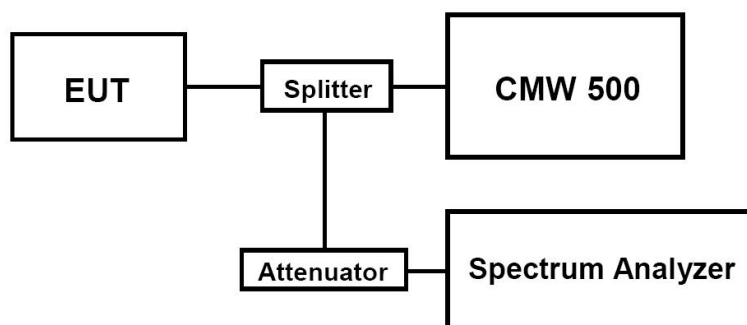 EUT
Splitter
CMW 500
Attenuator
Spectrum Analyzer